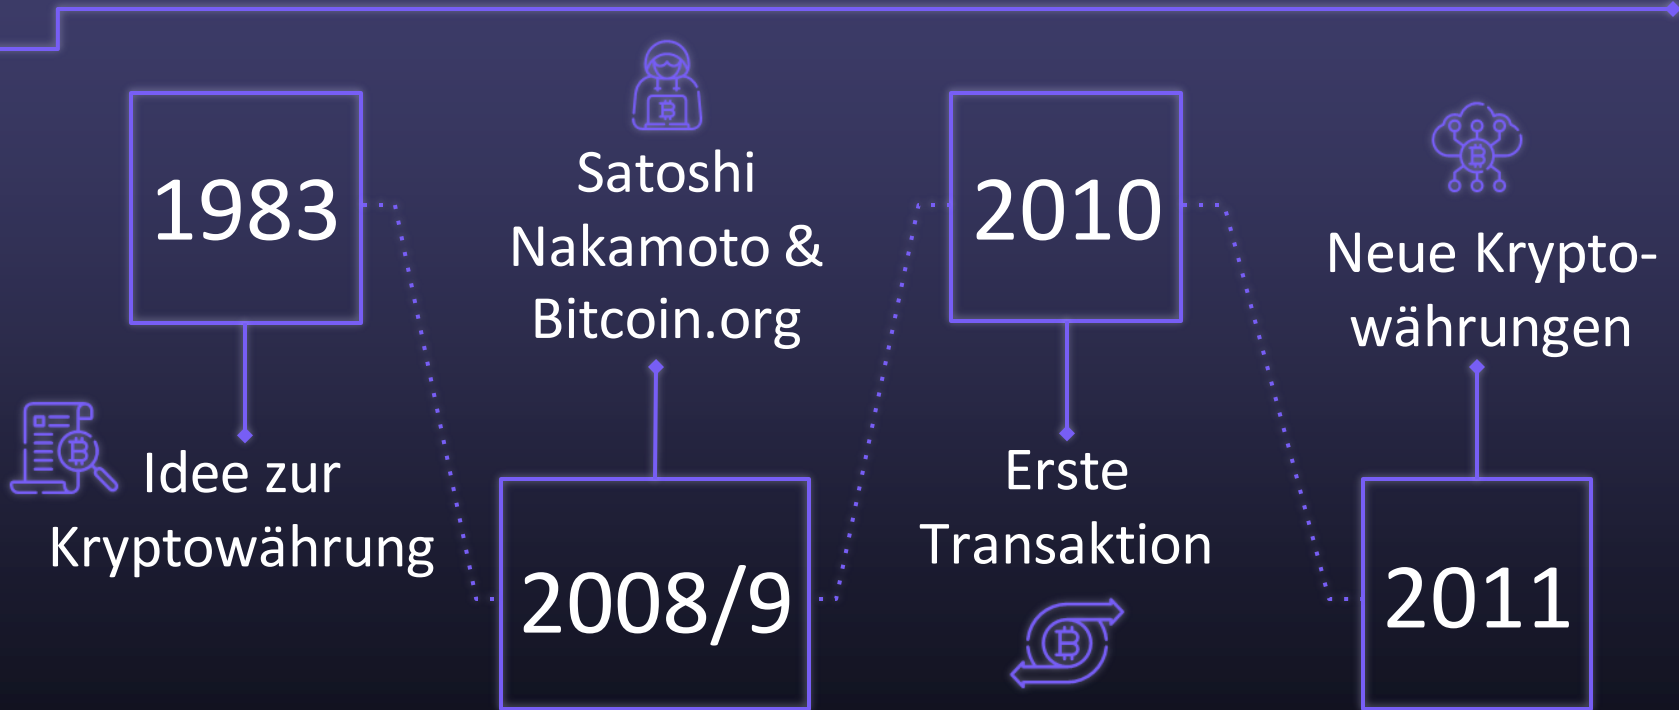 1983
Idee zur
Kryptowährung
Satoshi
Nakamoto &
Bitcoin.org
2008/9
2010
Erste
Transaktion
Neue Krypto-
währungen
2011